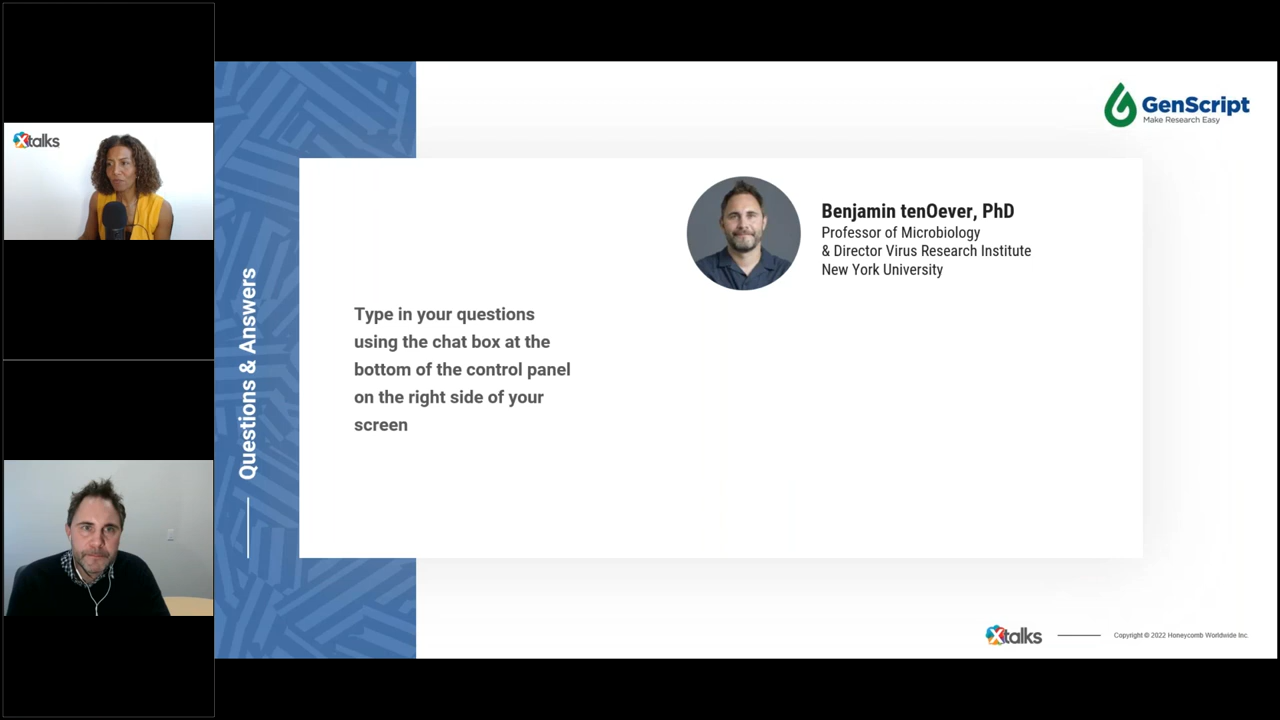 Xtalks
GenScript
Make Research Easy
Benjamin tenOever, PhD
Professor of Microbiology
& Director Virus Research Institute
New York University
Type in your questions
using the chat box at the
bottom of the control panel
on the right side of your
screen
Questions & Answers
Xtalks
Copyright © 2022 Honeycomb Worldwide Inc.